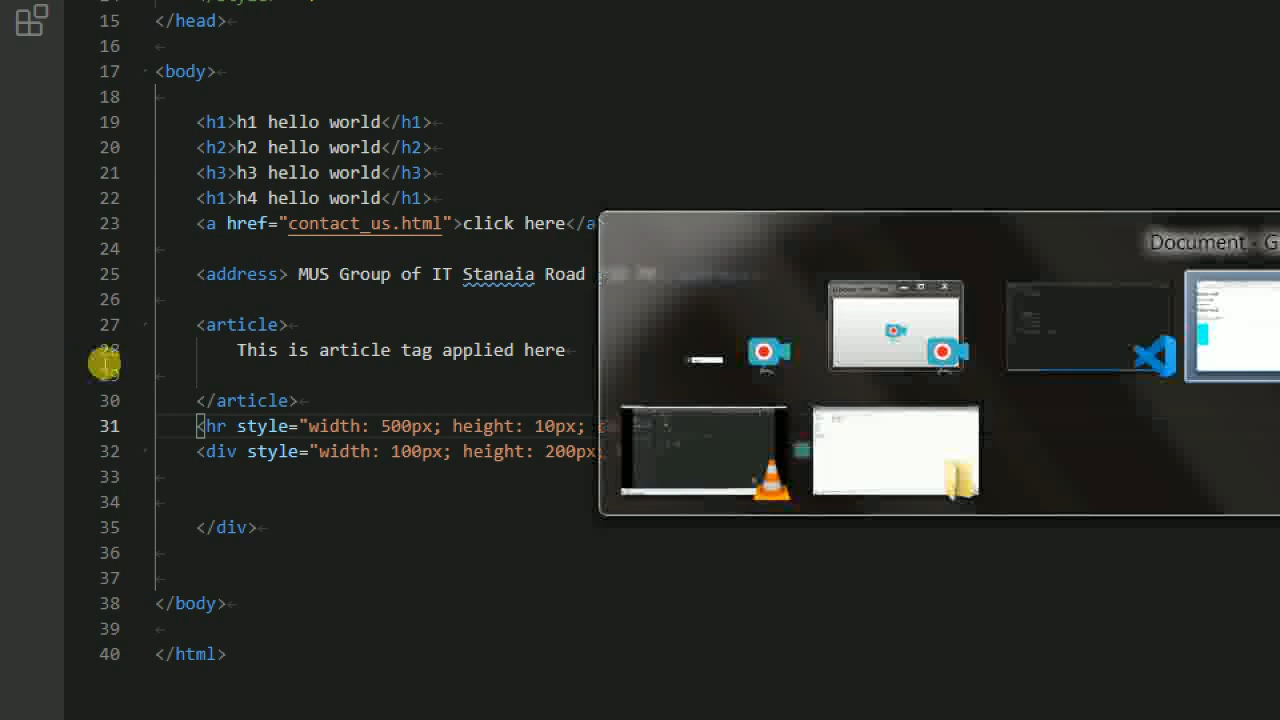 15 </head>
16
17 <body>
18
19 <h1>h1 hello world</h1>
20 <h2>h2 hello world</h2>
21 <h3>h3 hello world</h3>
22 <h1>h4 hello world</h1>
23 <a href="contact_us.html">click here</a
24
25 <address> MUS Group of IT Stanaia Road
26
27 <article>
28 This is article tag applied here
29
30 </article>
31 <hr style="width: 500px; height: 10px;
32 <div style="width: 100px; height: 200px;
33
34
35 </div>
36
37
38 </body>
39
40 </html>
Document - G